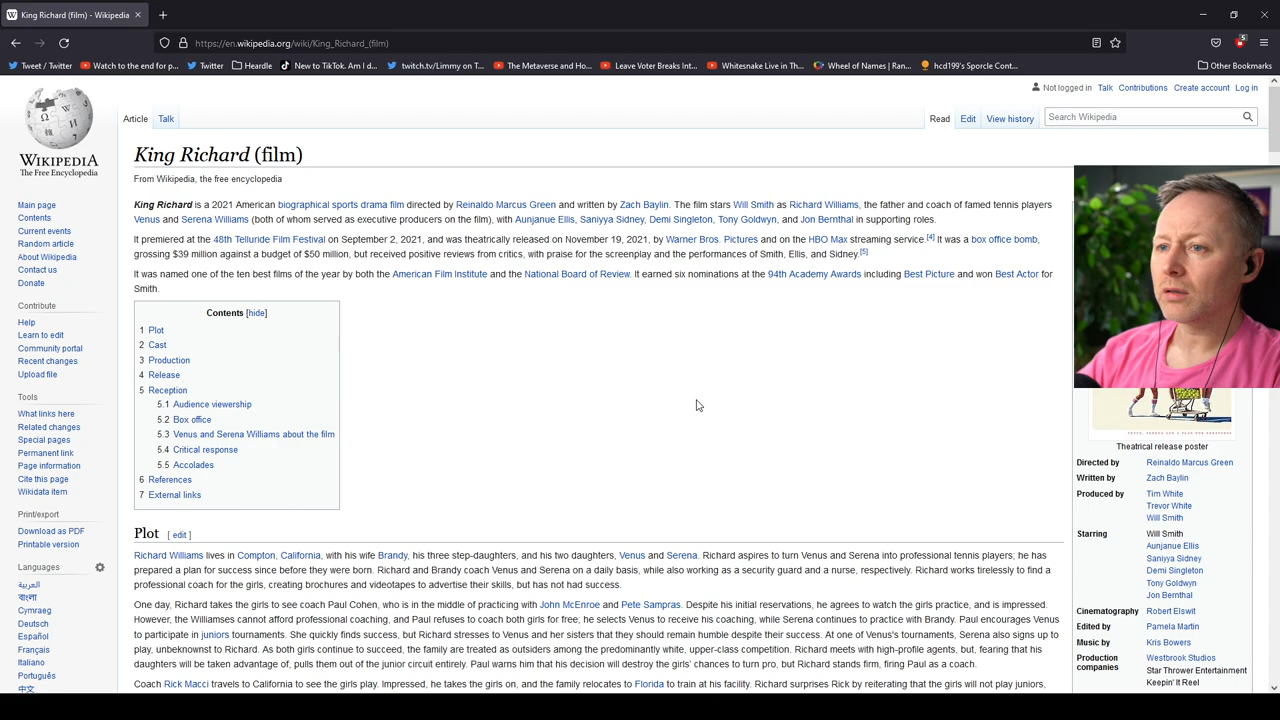 King Richard (film) - Wikipedia
https://en.wikipedia.org/wiki/King_Richard_(film)
5
Tweet / Twitter
Watch to the end for p...
Twitter
Heardle
New to TikTok. Am I d...
twitch.tv/Limmy on T...
The Metaverse and Ho...
Leave Voter Breaks Int...
Whitesnake Live in Th...
Wheel of Names | Ran...
hcd199's Sporcle Cont...
Other Bookmarks
Not logged in Talk Contributions Create account Log in
Article Talk
Read Edit View history
Search Wikipedia
WIKIPEDIA
The Free Encyclopedia
Main page
Contents
Current events
Random article
About Wikipedia
Contact us
Donate
Contribute
Help
Learn to edit
Community portal
Recent changes
Upload file
Tools
What links here
Related changes
Special pages
Permanent link
Page information
Cite this page
Wikidata item
Print/export
Download as PDF
Printable version
Languages
العربية
বাংলা
Cymraeg
Deutsch
Español
Français
Italiano
Português
中文
King Richard (film)
From Wikipedia, the free encyclopedia
King Richard is a 2021 American biographical sports drama film directed by Reinaldo Marcus Green and written by Zach Baylin. The film stars Will Smith as Richard Williams, the father and coach of famed tennis players
Venus and Serena Williams (both of whom served as executive producers on the film), with Aunjanue Ellis, Saniyya Sidney, Demi Singleton, Tony Goldwyn, and Jon Bernthal in supporting roles.
It premiered at the 48th Telluride Film Festival on September 2, 2021, and was theatrically released on November 19, 2021, by Warner Bros. Pictures and on the HBO Max streaming service.[4] It was a box office bomb,
grossing $39 million against a budget of $50 million, but received positive reviews from critics, with praise for the screenplay and the performances of Smith, Ellis, and Sidney.[5]
It was named one of the ten best films of the year by both the American Film Institute and the National Board of Review. It earned six nominations at the 94th Academy Awards including Best Picture and won Best Actor for
Smith.
Contents [hide]
1 Plot
2 Cast
3 Production
4 Release
5 Reception
5.1 Audience viewership
5.2 Box office
5.3 Venus and Serena Williams about the film
5.4 Critical response
5.5 Accolades
6 References
7 External links
Plot [ edit ]
Richard Williams lives in Compton, California, with his wife Brandy, his three step-daughters, and his two daughters, Venus and Serena. Richard aspires to turn Venus and Serena into professional tennis players; he has
prepared a plan for success since before they were born. Richard and Brandy coach Venus and Serena on a daily basis, while also working as a security guard and a nurse, respectively. Richard works tirelessly to find a
professional coach for the girls, creating brochures and videotapes to advertise their skills, but has not had success.
One day, Richard takes the girls to see coach Paul Cohen, who is in the middle of practicing with John McEnroe and Pete Sampras. Despite his initial reservations, he agrees to watch the girls practice, and is impressed.
However, the Williamses cannot afford professional coaching, and Paul refuses to coach both girls for free; he selects Venus to receive his coaching, while Serena continues to practice with Brandy. Paul encourages Venus
to participate in juniors tournaments. She quickly finds success, but Richard stresses to Venus and her sisters that they should remain humble despite their success. At one of Venus's tournaments, Serena also signs up to
play, unbeknownst to Richard. As both girls continue to succeed, the family are treated as outsiders among the predominantly white, upper-class competition. Richard meets with high-profile agents, but, fearing that his
daughters will be taken advantage of, pulls them out of the junior circuit entirely. Paul warns him that his decision will destroy the girls' chances to turn pro, but Richard stands firm, firing Paul as a coach.
Coach Rick Macci travels to California to see the girls play. Impressed, he takes the girls on, and the family relocates to Florida to train at his facility. Richard surprises Rick by reiterating that the girls will not play juniors,
Theatrical release poster
Directed by Reinaldo Marcus Green
Written by Zach Baylin
Produced by Tim White
Trevor White
Will Smith
Starring Will Smith
Aunjanue Ellis
Saniyya Sidney
Demi Singleton
Tony Goldwyn
Jon Bernthal
Cinematography Robert Elswit
Edited by Pamela Martin
Music by Kris Bowers
Production Westbrook Studios
companies Star Thrower Entertainment
Keepin' It Reel